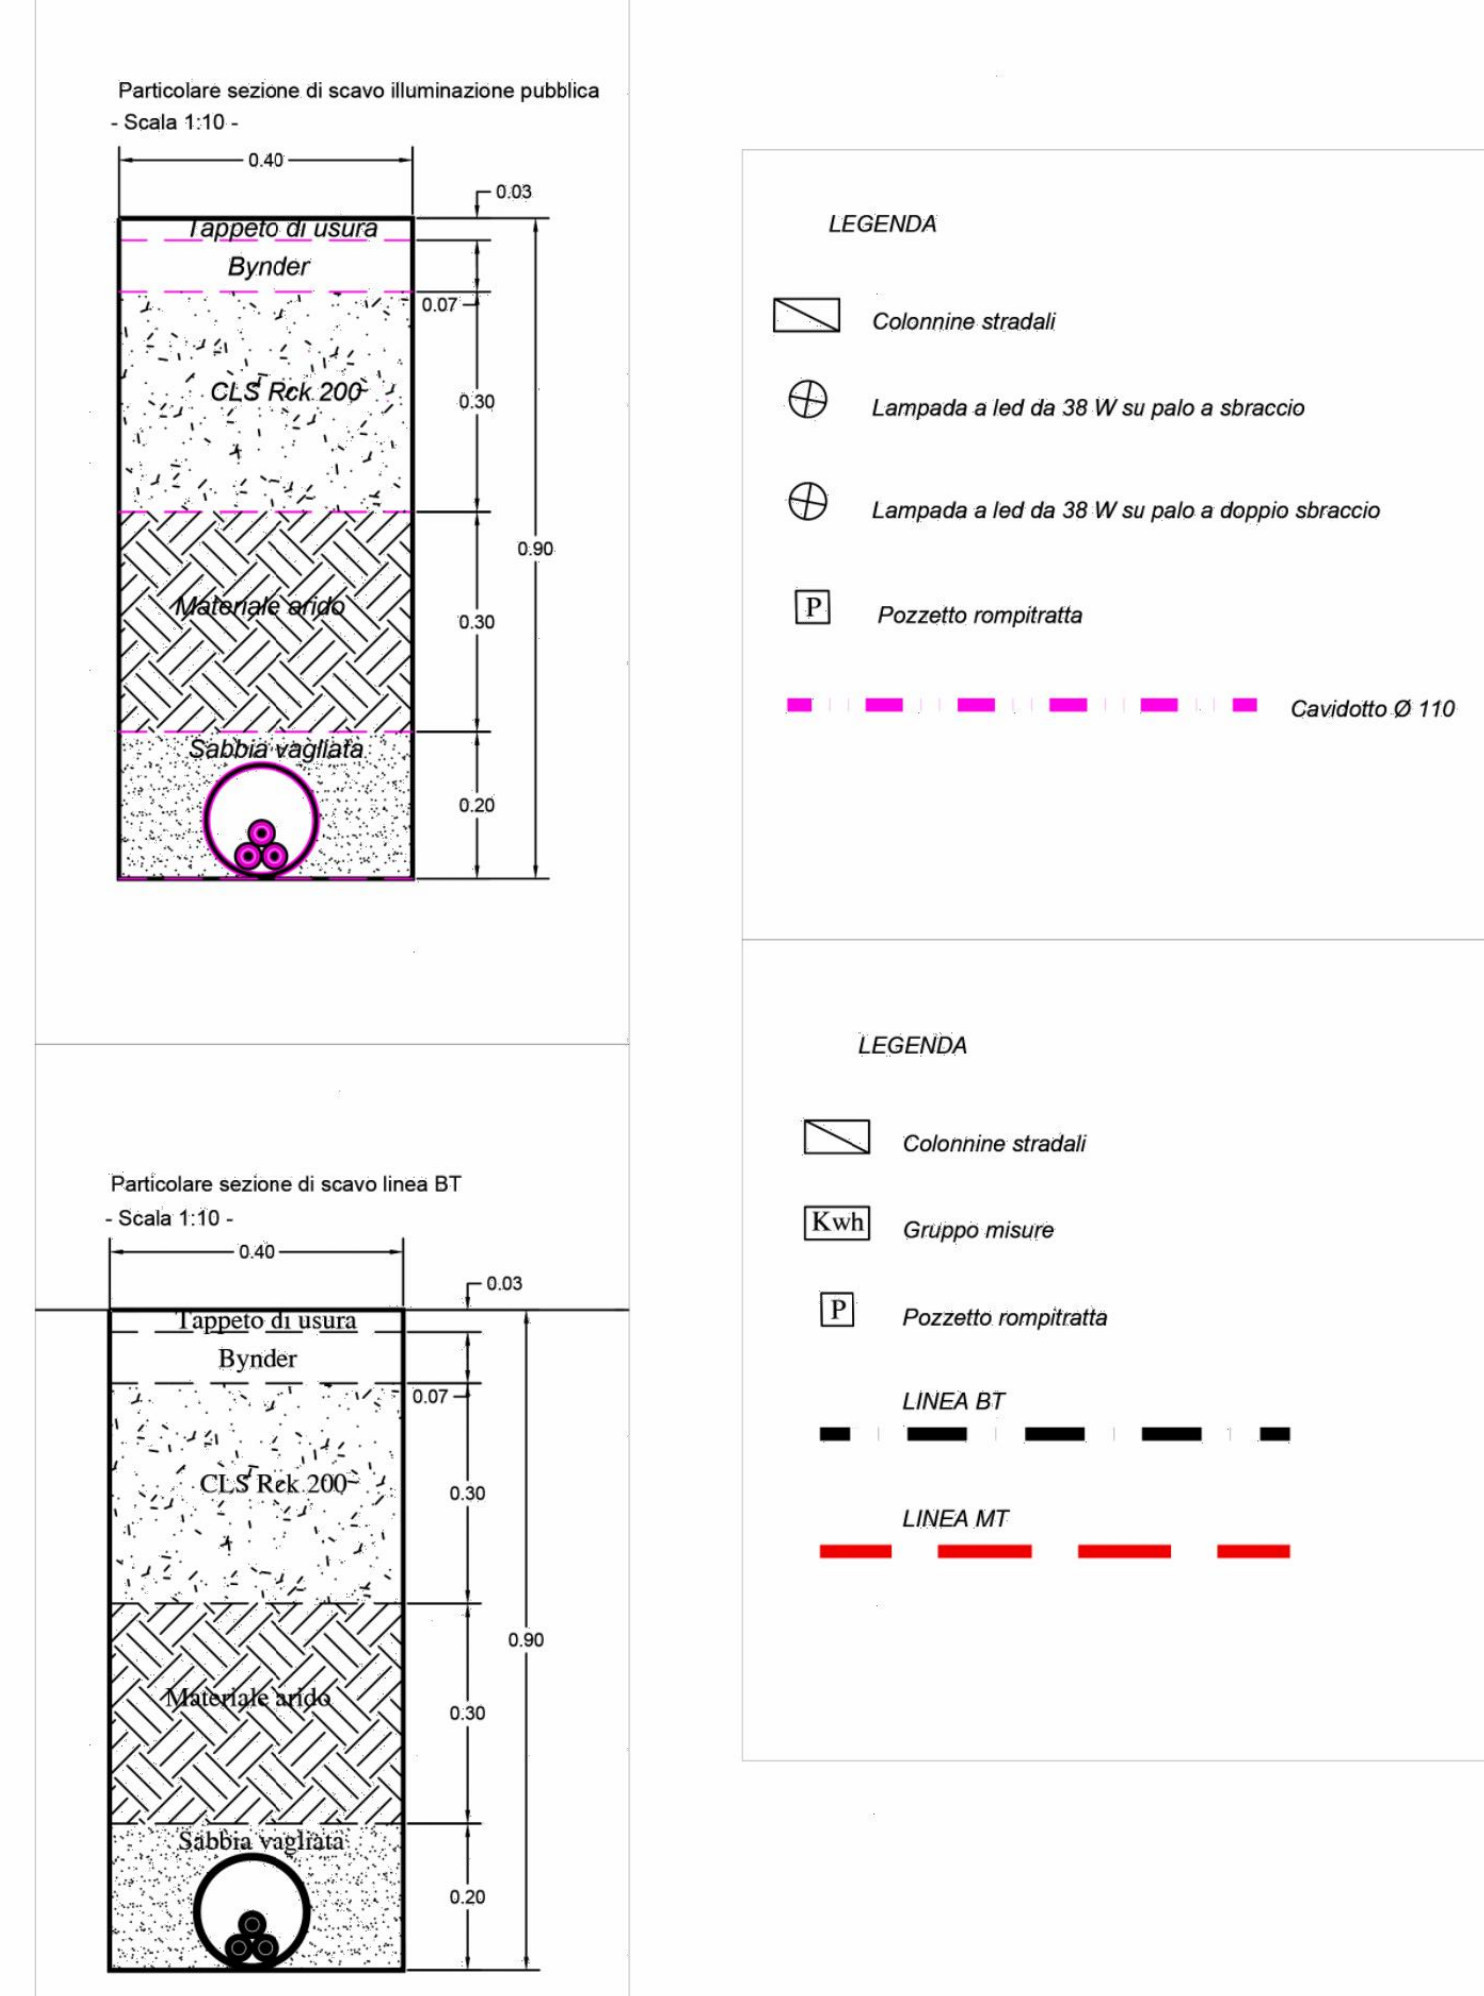 Particolare sezione di scavo illuminazione pubblica
- Scala 1:10 -
0.40
0.03
Tappeto di usura
Bynder
0.07
CLS Rck 200
0.30
0.90
Materiale arido
0.30
Sabbia vagliata
0.20
LEGENDA
Colonnine stradali
Lampada a led da 38 W su palo a sbraccio
Lampada a led da 38 W su palo a doppio sbraccio
P Pozzetto rompitratta
Cavidotto Ø 110
Particolare sezione di scavo linea BT
- Scala 1:10 -
0.40
0.03
Tappeto di usura
Bynder
0.07
CLS Rck 200
0.30
0.90
Materiale arido
0.30
Sabbia vagliata
0.20
LEGENDA
Colonnine stradali
Kwh Gruppo misure
P Pozzetto rompitratta
LINEA BT
LINEA MT